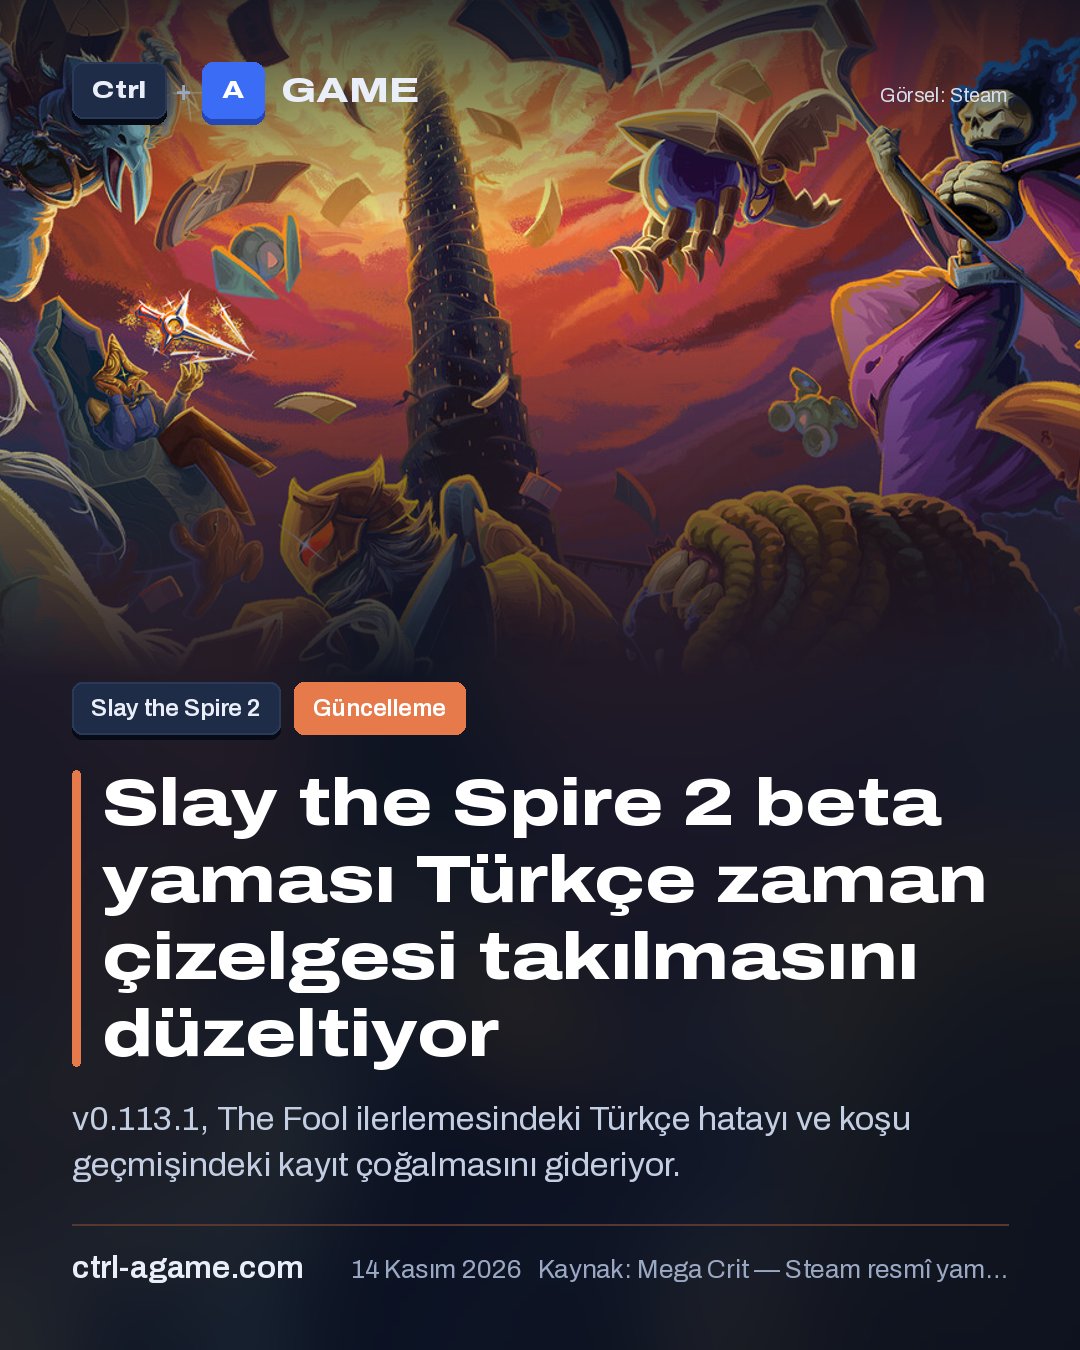 Ctrl + A GAME
Görsel: Steam
Slay the Spire 2
Güncelleme
Slay the Spire 2 beta
yaması Türkçe zaman
çizelgesi takılmasını
düzeltiyor
v0.113.1, The Fool ilerlemesindeki Türkçe hatayı ve koşu
geçmişindeki kayıt çoğalmasını gideriyor.
ctrl-agame.com
14 Kasım 2026 Kaynak: Mega Crit — Steam resmî yam...